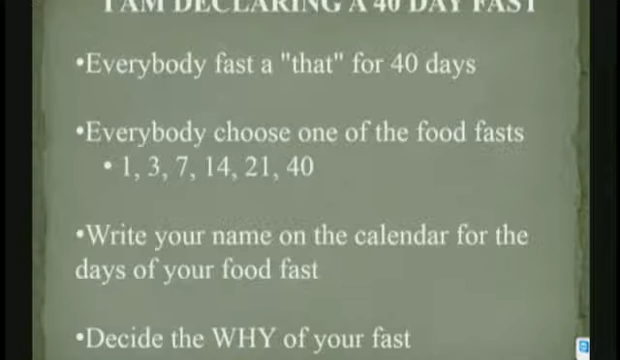 I AM DECLARING A 40 DAY FAST
•Everybody fast a "that" for 40 days
•Everybody choose one of the food fasts
• 1, 3, 7, 14, 21, 40
•Write your name on the calendar for the
days of your food fast
•Decide the WHY of your fast